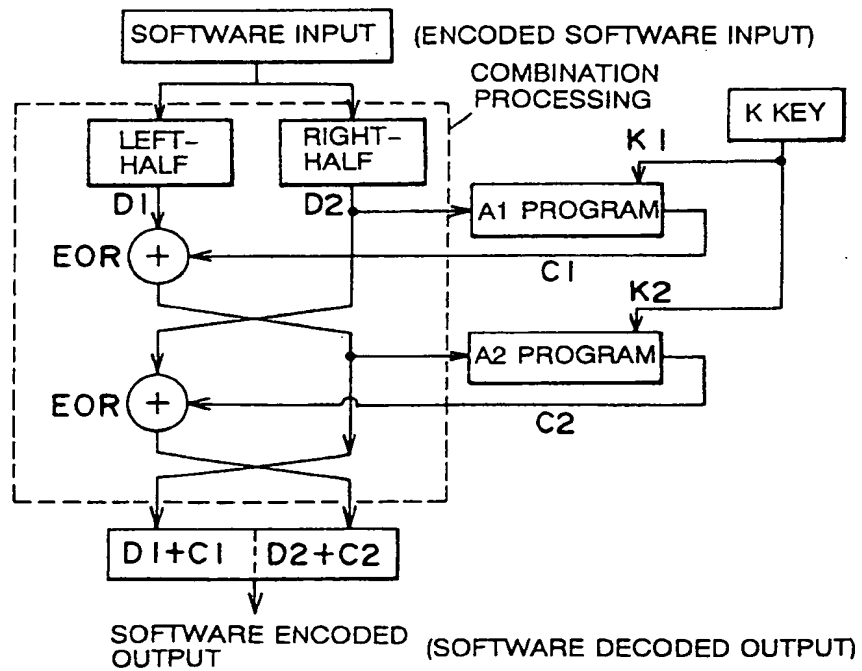 SOFTWARE INPUT
(ENCODED SOFTWARE INPUT)
COMBINATION
PROCESSING
K KEY
LEFT-
HALF
RIGHT-
HALF
K1
D1
D2
A1 PROGRAM
EOR
+
C1
K2
A2 PROGRAM
EOR
+
C2
D1+C1
D2+C2
SOFTWARE ENCODED
OUTPUT
(SOFTWARE DECODED OUTPUT)